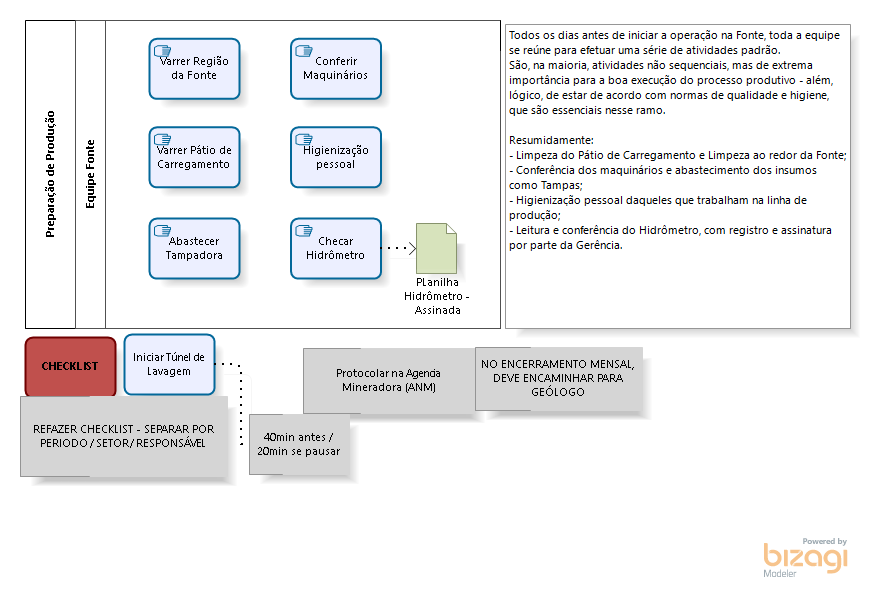 Preparação de Produção
Equipe Fonte
Varrer Região
da Fonte
Conferir
Maquinários
Varrer Pátio de
Carregamento
Higienização
pessoal
Abastecer
Tampadora
Checar
Hidrômetro
PLanilha
Hidrômetro -
Assinada
Todos os dias antes de iniciar a operação na Fonte, toda a equipe
se reúne para efetuar uma série de atividades padrão.
São, na maioria, atividades não sequenciais, mas de extrema
importância para a boa execução do processo produtivo - além,
lógico, de estar de acordo com normas de qualidade e higiene,
que são essenciais nesse ramo.
Resumidamente:
- Limpeza do Pátio de Carregamento e Limpeza ao redor da Fonte;
- Conferência dos maquinários e abastecimento dos insumos
como Tampas;
- Higienização pessoal daqueles que trabalham na linha de
produção;
- Leitura e conferência do Hidrômetro, com registro e assinatura
por parte da Gerência.
CHECKLIST
Iniciar Túnel de
Lavagem
REFAZER CHECKLIST - SEPARAR POR
PERIODO / SETOR/ RESPONSÁVEL
40min antes /
20min se pausar
Protocolar na Agencia
Mineradora (ANM)
NO ENCERRAMENTO MENSAL,
DEVE ENCAMINHAR PARA
GEÓLOGO
Powered by
bizagi
Modeler